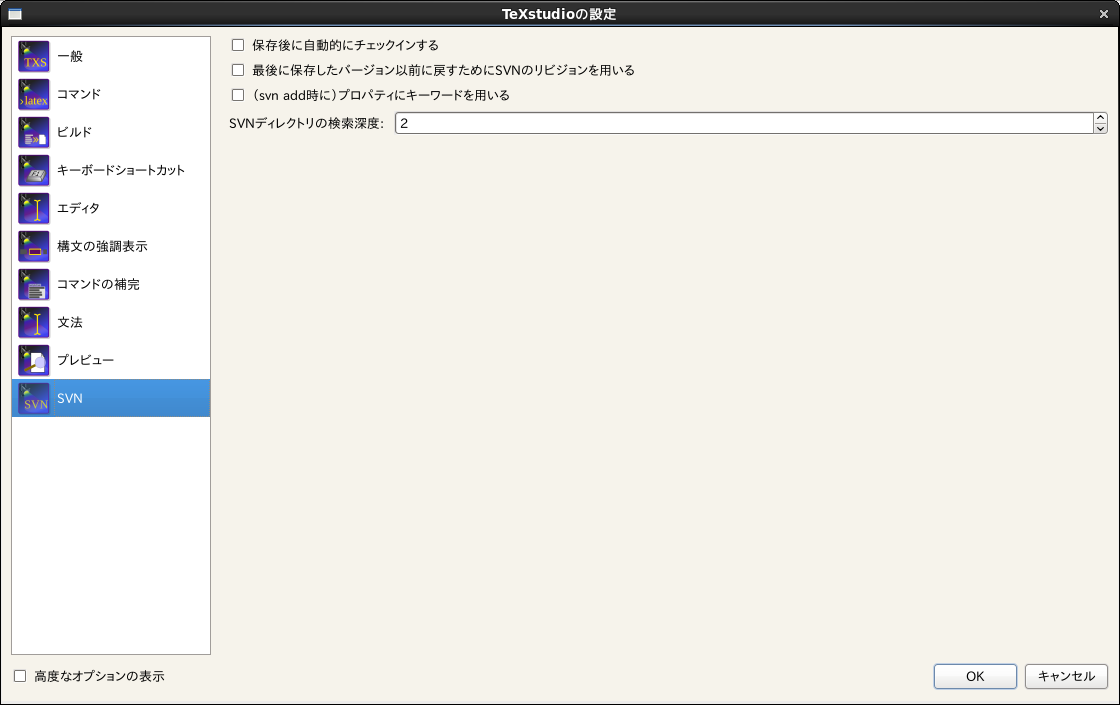 TeXstudioの設定
TXS
一般
›latex
コマンド
ビルド
キーボードショートカット
エディタ
構文の強調表示
コマンドの補完
文法
プレビュー
SVN
SVN
保存後に自動的にチェックインする
最後に保存したバージョン以前に戻すためにSVNのリビジョンを用いる
(svn add時に)プロパティにキーワードを用いる
SVNディレクトリの検索深度: 2
高度なオプションの表示
OK
キャンセル